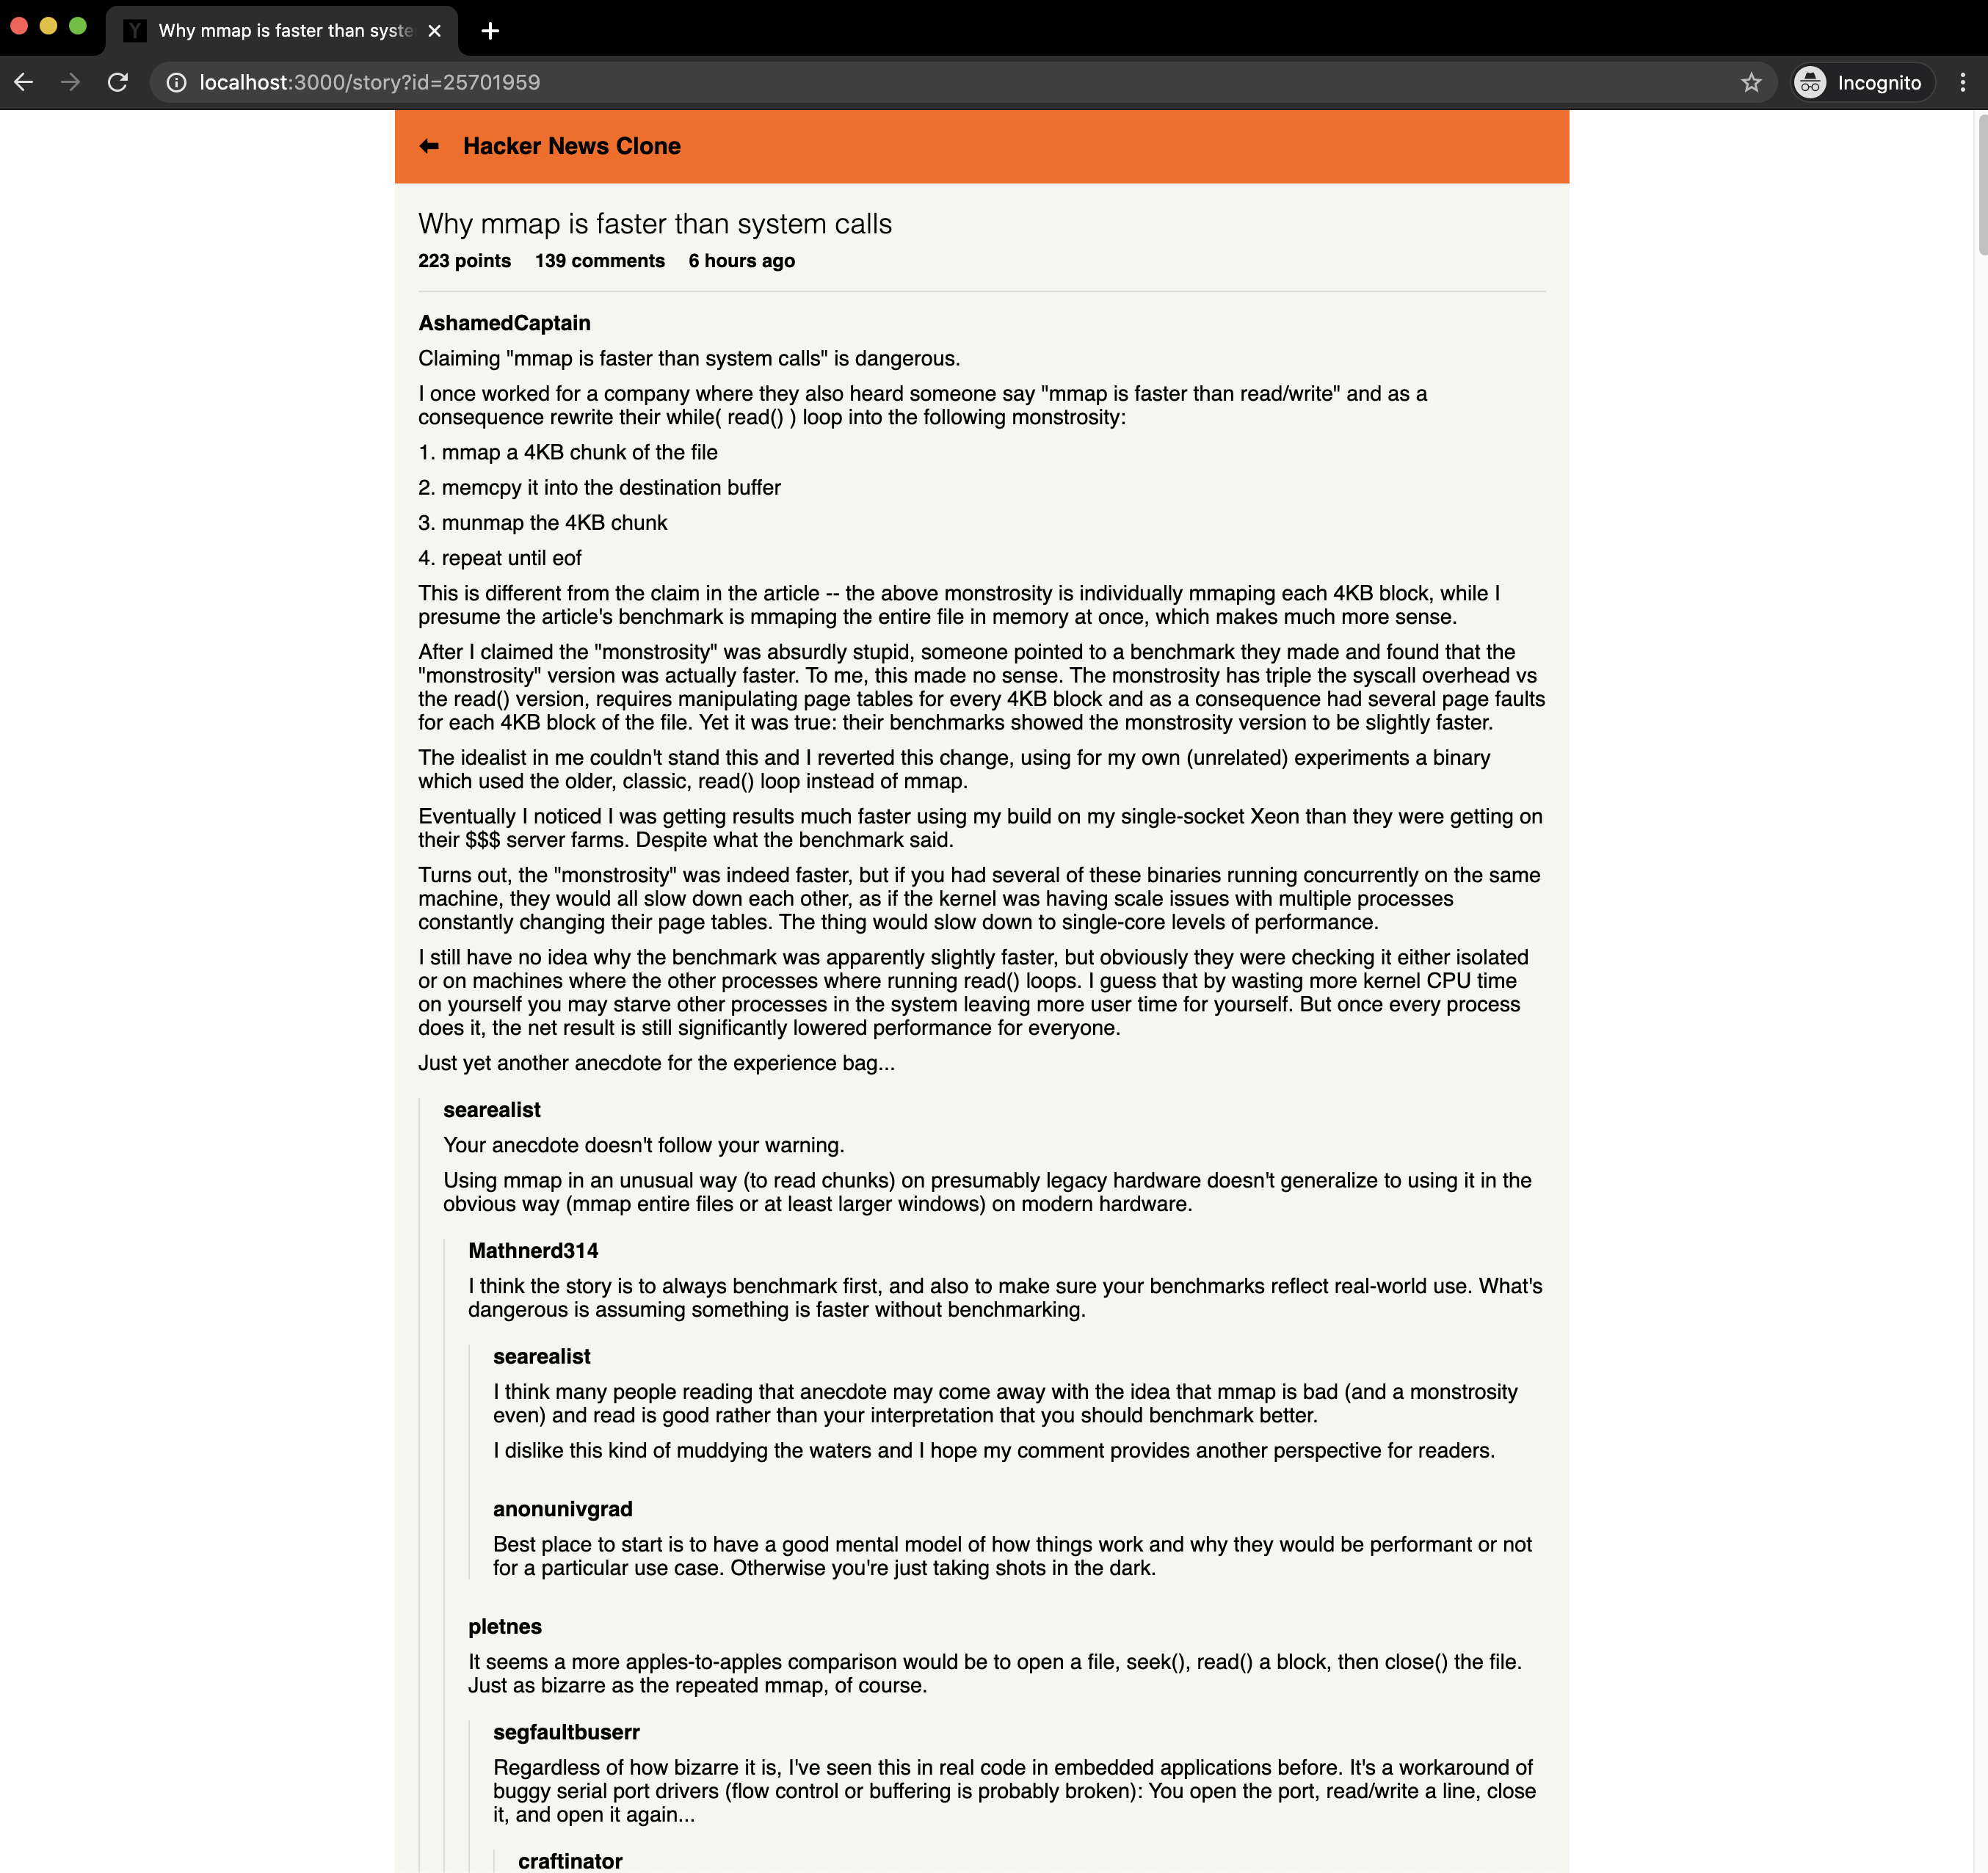 Why mmap is faster than syste
localhost:3000/story?id=25701959
Incognito
Hacker News Clone
Why mmap is faster than system calls
223 points 139 comments 6 hours ago
AshamedCaptain
Claiming "mmap is faster than system calls" is dangerous.
I once worked for a company where they also heard someone say "mmap is faster than read/write" and as a
consequence rewrite their while( read() ) loop into the following monstrosity:
1. mmap a 4KB chunk of the file
2. memcpy it into the destination buffer
3. munmap the 4KB chunk
4. repeat until eof
This is different from the claim in the article -- the above monstrosity is individually mmaping each 4KB block, while I
presume the article's benchmark is mmaping the entire file in memory at once, which makes much more sense.
After I claimed the "monstrosity" was absurdly stupid, someone pointed to a benchmark they made and found that the
"monstrosity" version was actually faster. To me, this made no sense. The monstrosity has triple the syscall overhead vs
the read() version, requires manipulating page tables for every 4KB block and as a consequence had several page faults
for each 4KB block of the file. Yet it was true: their benchmarks showed the monstrosity version to be slightly faster.
The idealist in me couldn't stand this and I reverted this change, using for my own (unrelated) experiments a binary
which used the older, classic, read() loop instead of mmap.
Eventually I noticed I was getting results much faster using my build on my single-socket Xeon than they were getting on
their $$$ server farms. Despite what the benchmark said.
Turns out, the "monstrosity" was indeed faster, but if you had several of these binaries running concurrently on the same
machine, they would all slow down each other, as if the kernel was having scale issues with multiple processes
constantly changing their page tables. The thing would slow down to single-core levels of performance.
I still have no idea why the benchmark was apparently slightly faster, but obviously they were checking it either isolated
or on machines where the other processes where running read() loops. I guess that by wasting more kernel CPU time
on yourself you may starve other processes in the system leaving more user time for yourself. But once every process
does it, the net result is still significantly lowered performance for everyone.
Just yet another anecdote for the experience bag...
searealist
Your anecdote doesn't follow your warning.
Using mmap in an unusual way (to read chunks) on presumably legacy hardware doesn't generalize to using it in the
obvious way (mmap entire files or at least larger windows) on modern hardware.
Mathnerd314
I think the story is to always benchmark first, and also to make sure your benchmarks reflect real-world use. What's
dangerous is assuming something is faster without benchmarking.
searealist
I think many people reading that anecdote may come away with the idea that mmap is bad (and a monstrosity
even) and read is good rather than your interpretation that you should benchmark better.
I dislike this kind of muddying the waters and I hope my comment provides another perspective for readers.
anonunivgrad
Best place to start is to have a good mental model of how things work and why they would be performant or not
for a particular use case. Otherwise you're just taking shots in the dark.
pletnes
It seems a more apples-to-apples comparison would be to open a file, seek(), read() a block, then close() the file.
Just as bizarre as the repeated mmap, of course.
segfaultbuserr
Regardless of how bizarre it is, I've seen this in real code in embedded applications before. It's a workaround of
buggy serial port drivers (flow control or buffering is probably broken): You open the port, read/write a line, close
it, and open it again...
craftinator